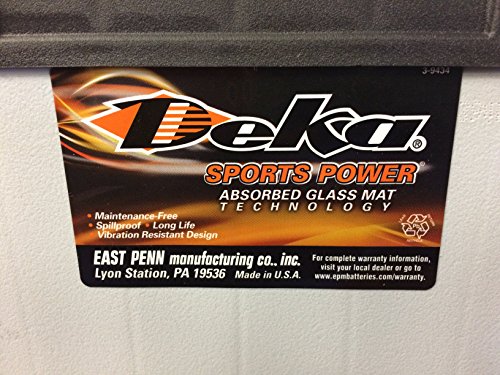 3-9454
Deka®
SPORTS POWER®
ABSORBED GLASS MAT
TECHNOLOGY
• Maintenance-Free
• Spillproof • Long Life
Vibration Resistant Design
EAST PENN manufacturing co., inc.
Lyon Station, PA 19536 Made in U.S.A.
For complete warranty information,
visit your local dealer or go to
www.epmbatteries.com/warranty.